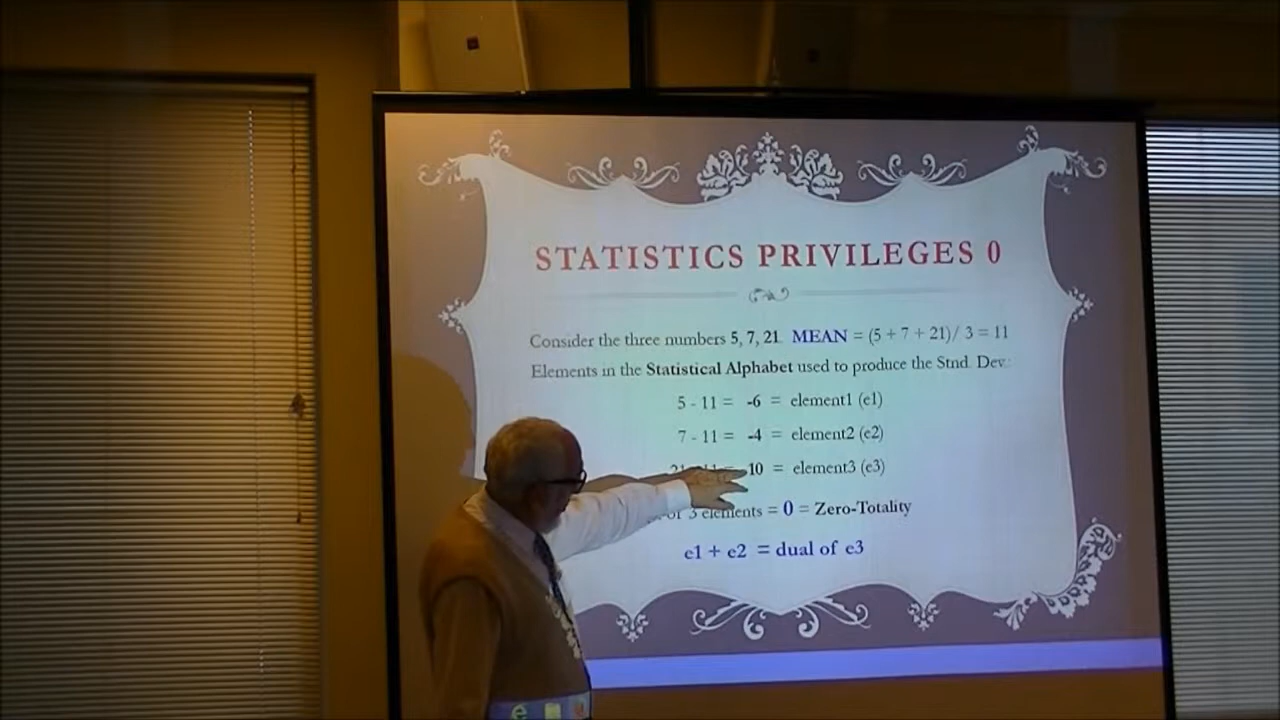 STATISTICS PRIVILEGES 0
Consider the three numbers 5, 7, 21. MEAN = (5 + 7 + 21)/ 3 = 11
Elements in the Statistical Alphabet used to produce the Stnd. Dev.:
5 - 11 = -6 = element1 (e1)
7 - 11 = -4 = element2 (e2)
10 = element3 (e3)
of 3 elements = 0 = Zero-Totality
e1 + e2 = dual of e3